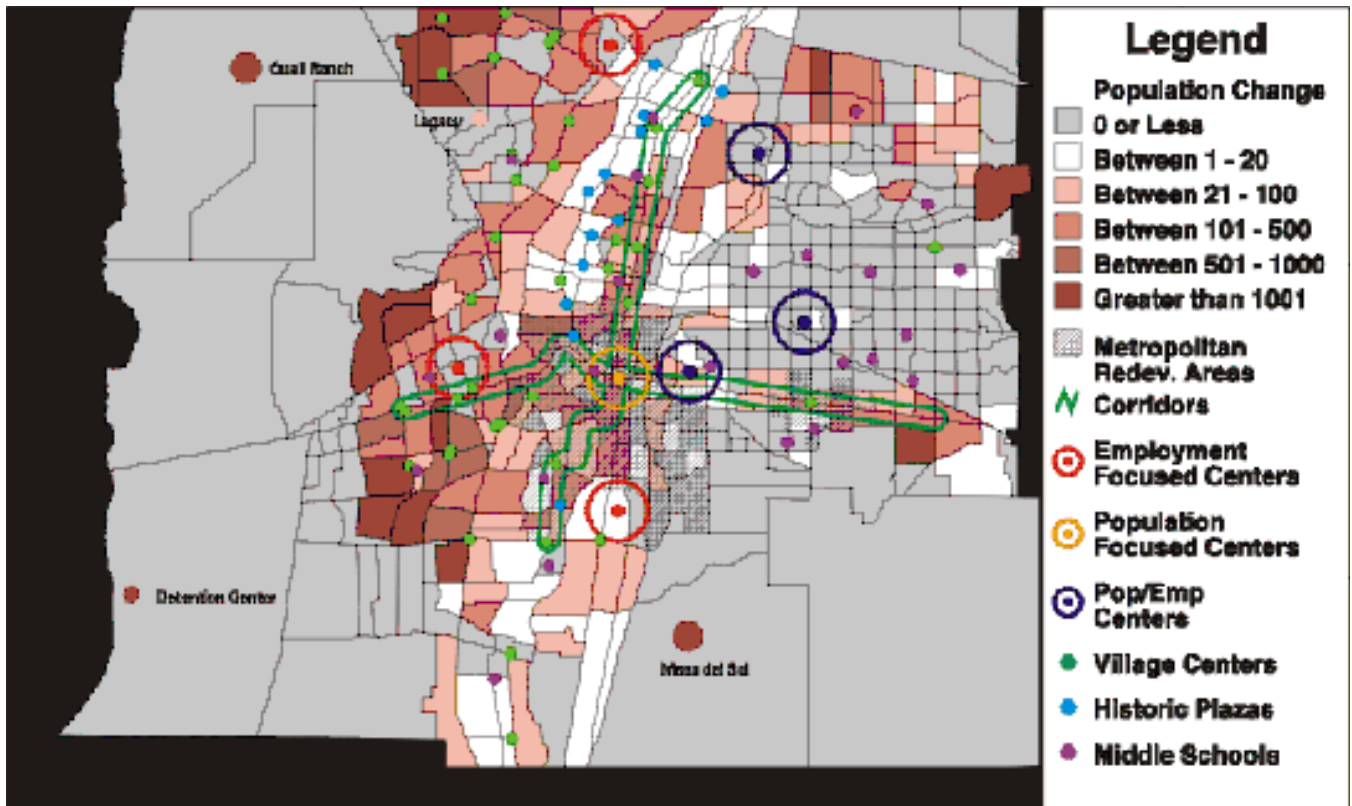 Quail Ranch
Legacy
Detention Center
Mesa del Sol
Legend
Population Change
0 or Less
Between 1 - 20
Between 21 - 100
Between 101 - 500
Between 501 - 1000
Greater than 1001
Metropolitan
Redev. Areas
Corridors
Employment
Focused Centers
Population
Focused Centers
Pop/Emp
Centers
Village Centers
Historic Plazas
Middle Schools